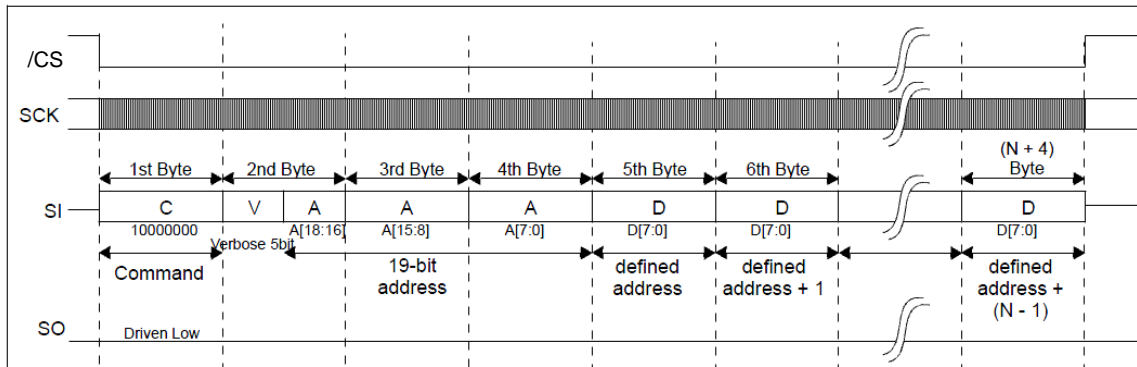 /CS
SCK
1st Byte 2nd Byte 3rd Byte 4th Byte 5th Byte 6th Byte (N + 4)
Byte
SI C V A A A D D D
10000000 Verbose 5bit A[18:16] A[15:8] A[7:0] D[7:0] D[7:0] D[7:0]
Command 19-bit
address defined
address defined
address + 1 defined
address +
(N - 1)
SO Driven Low